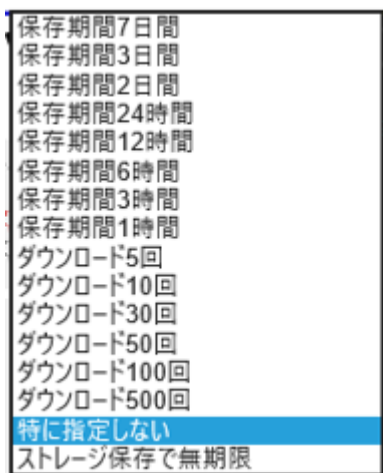 保存期間7日間
保存期間3日間
保存期間2日間
保存期間24時間
保存期間12時間
保存期間6時間
保存期間3時間
保存期間1時間
ダウンロード5回
ダウンロード10回
ダウンロード30回
ダウンロード50回
ダウンロード100回
ダウンロード500回
特に指定しない
ストレージ保存で無期限